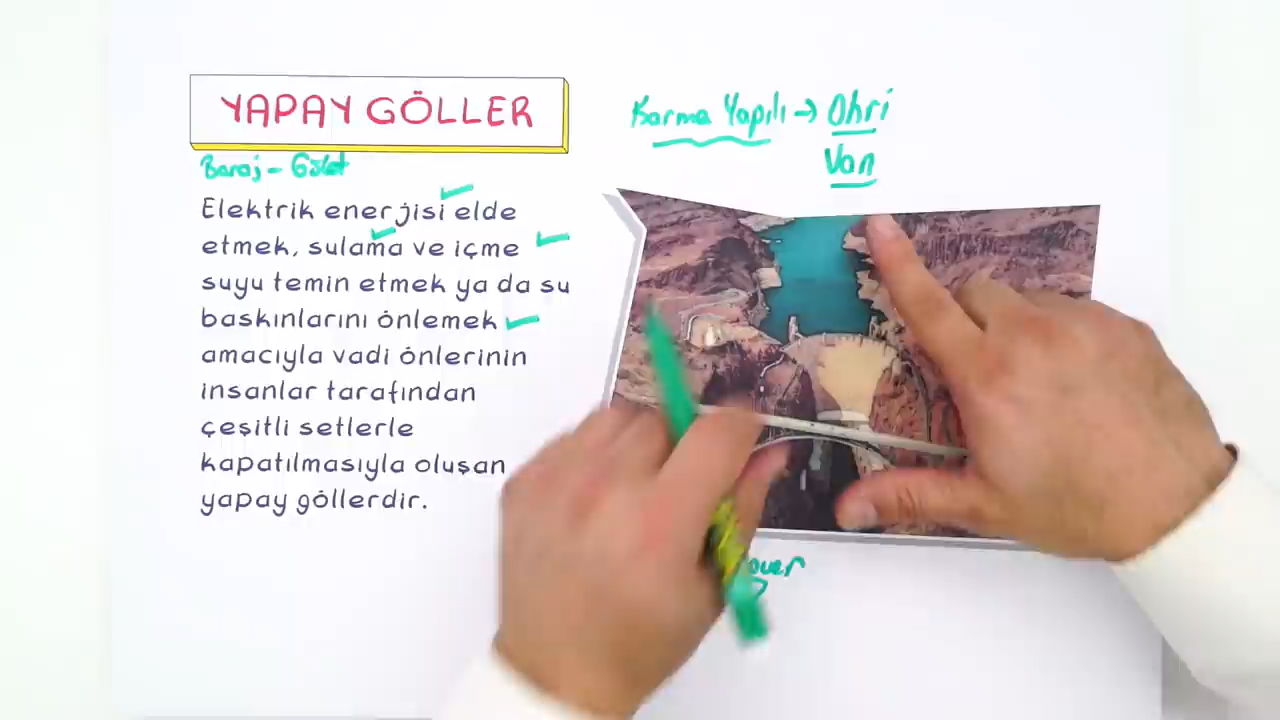 YAPAY GÖLLER
Baraj - Gölet
Elektrik enerjisi elde
etmek, sulama ve içme
suyu temin etmek ya da su
baskınlarını önlemek
amacıyla vadi önlerinin
insanlar tarafından
çeşitli setlerle
kapatılmasıyla oluşan
yapay göllerdir.
Karma Yapılı → Ohri
Van